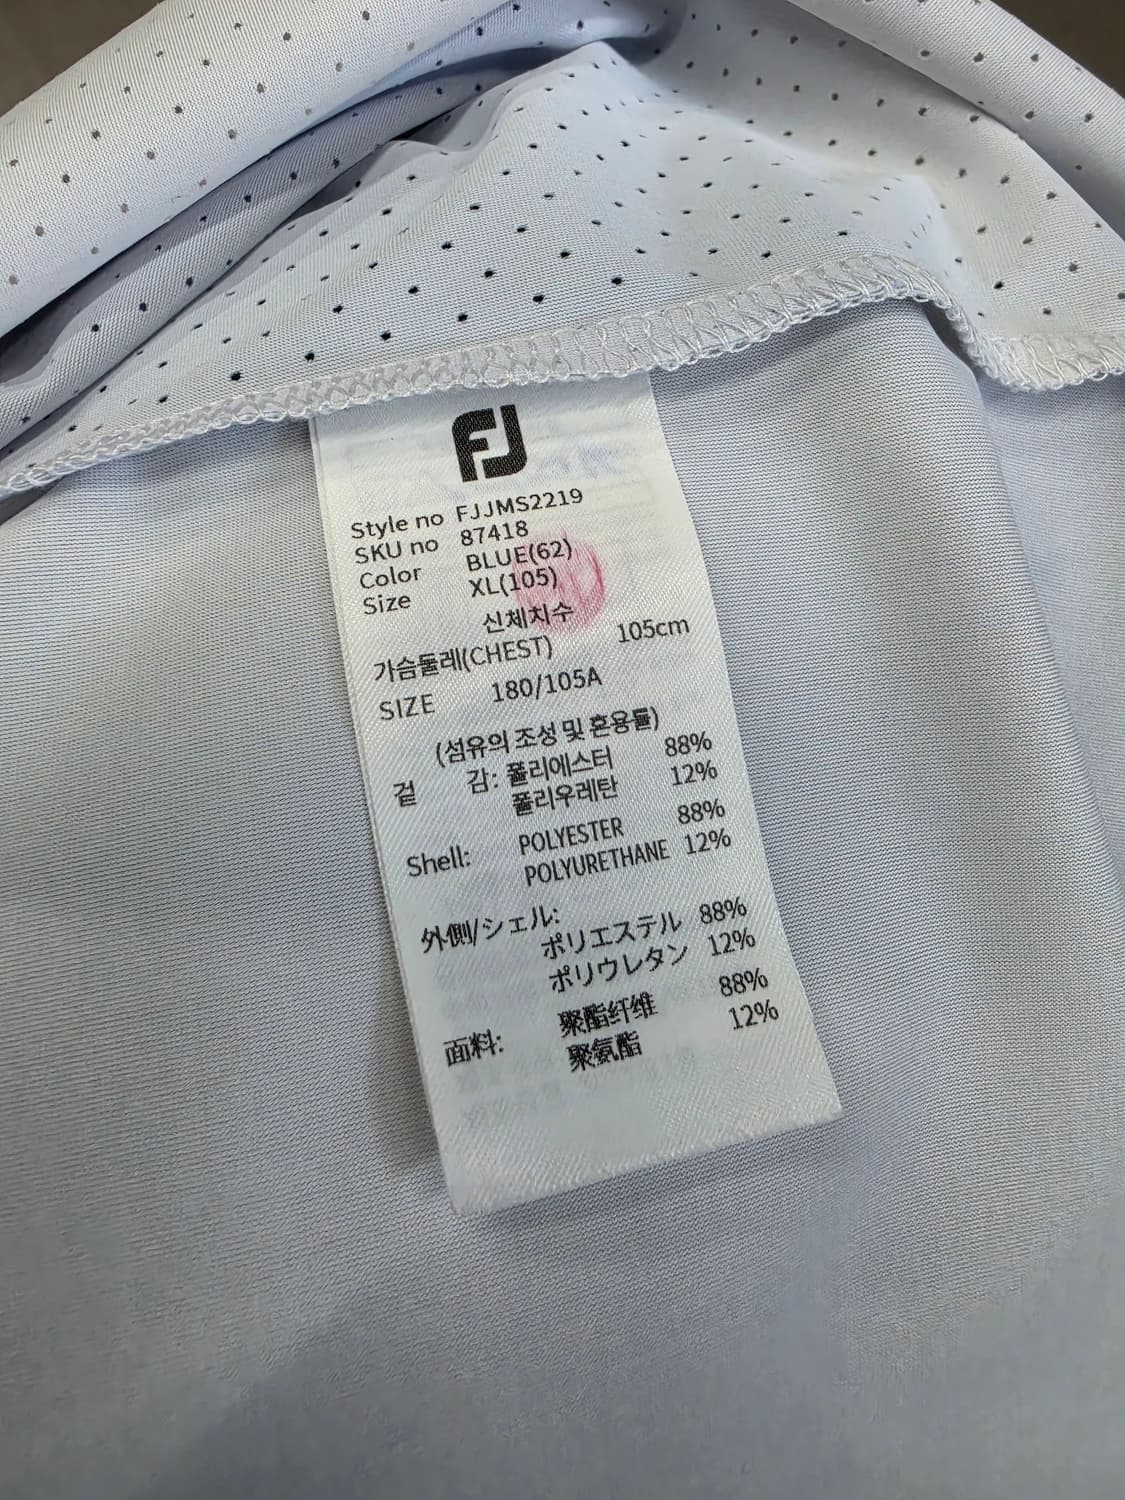 FJ
Style no FJJMS2219
SKU no 87418
Color BLUE(62)
Size XL(105)
신체치수
가슴둘레(CHEST) 105cm
SIZE 180/105A
(섬유의 조성 및 혼용률)
겉 감: 폴리에스터 88%
폴리우레탄 12%
Shell: POLYESTER 88%
POLYURETHANE 12%
外側/シェル:
ポリエステル 88%
ポリウレタン 12%
面料: 聚酯纤维 88%
聚氨酯 12%